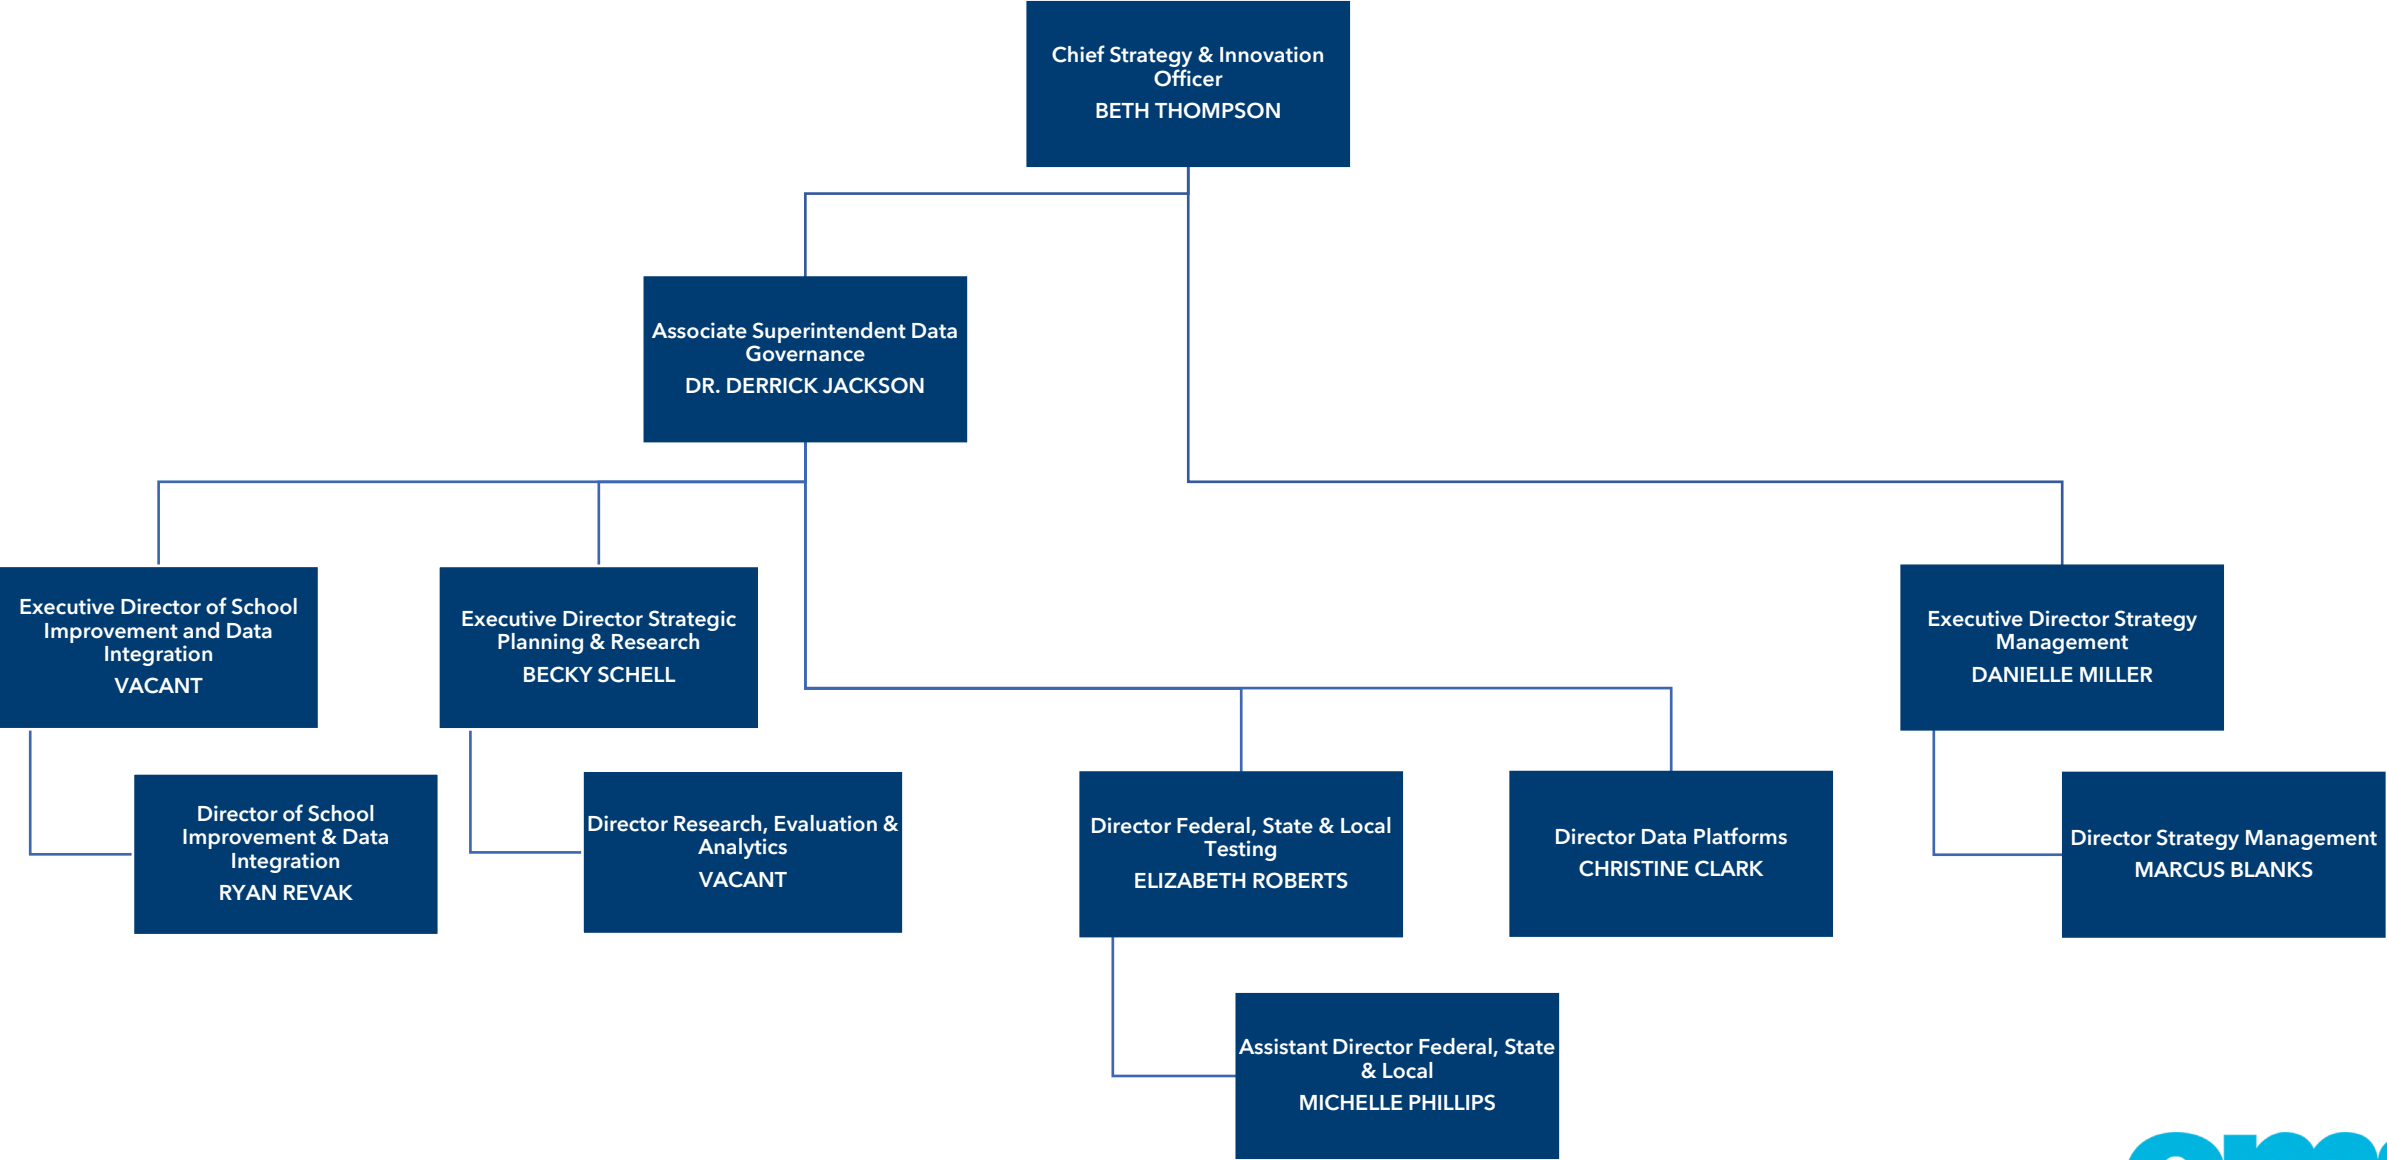 Chief Strategy & Innovation
Officer
BETH THOMPSON
Associate Superintendent Data
Governance
DR. DERRICK JACKSON
Executive Director of School
Improvement and Data
Integration
VACANT
Executive Director Strategic
Planning & Research
BECKY SCHELL
Executive Director Strategy
Management
DANIELLE MILLER
Director of School
Improvement & Data
Integration
RYAN REVAK
Director Research, Evaluation &
Analytics
VACANT
Director Federal, State & Local
Testing
ELIZABETH ROBERTS
Director Data Platforms
CHRISTINE CLARK
Director Strategy Management
MARCUS BLANKS
Assistant Director Federal, State
& Local
MICHELLE PHILLIPS